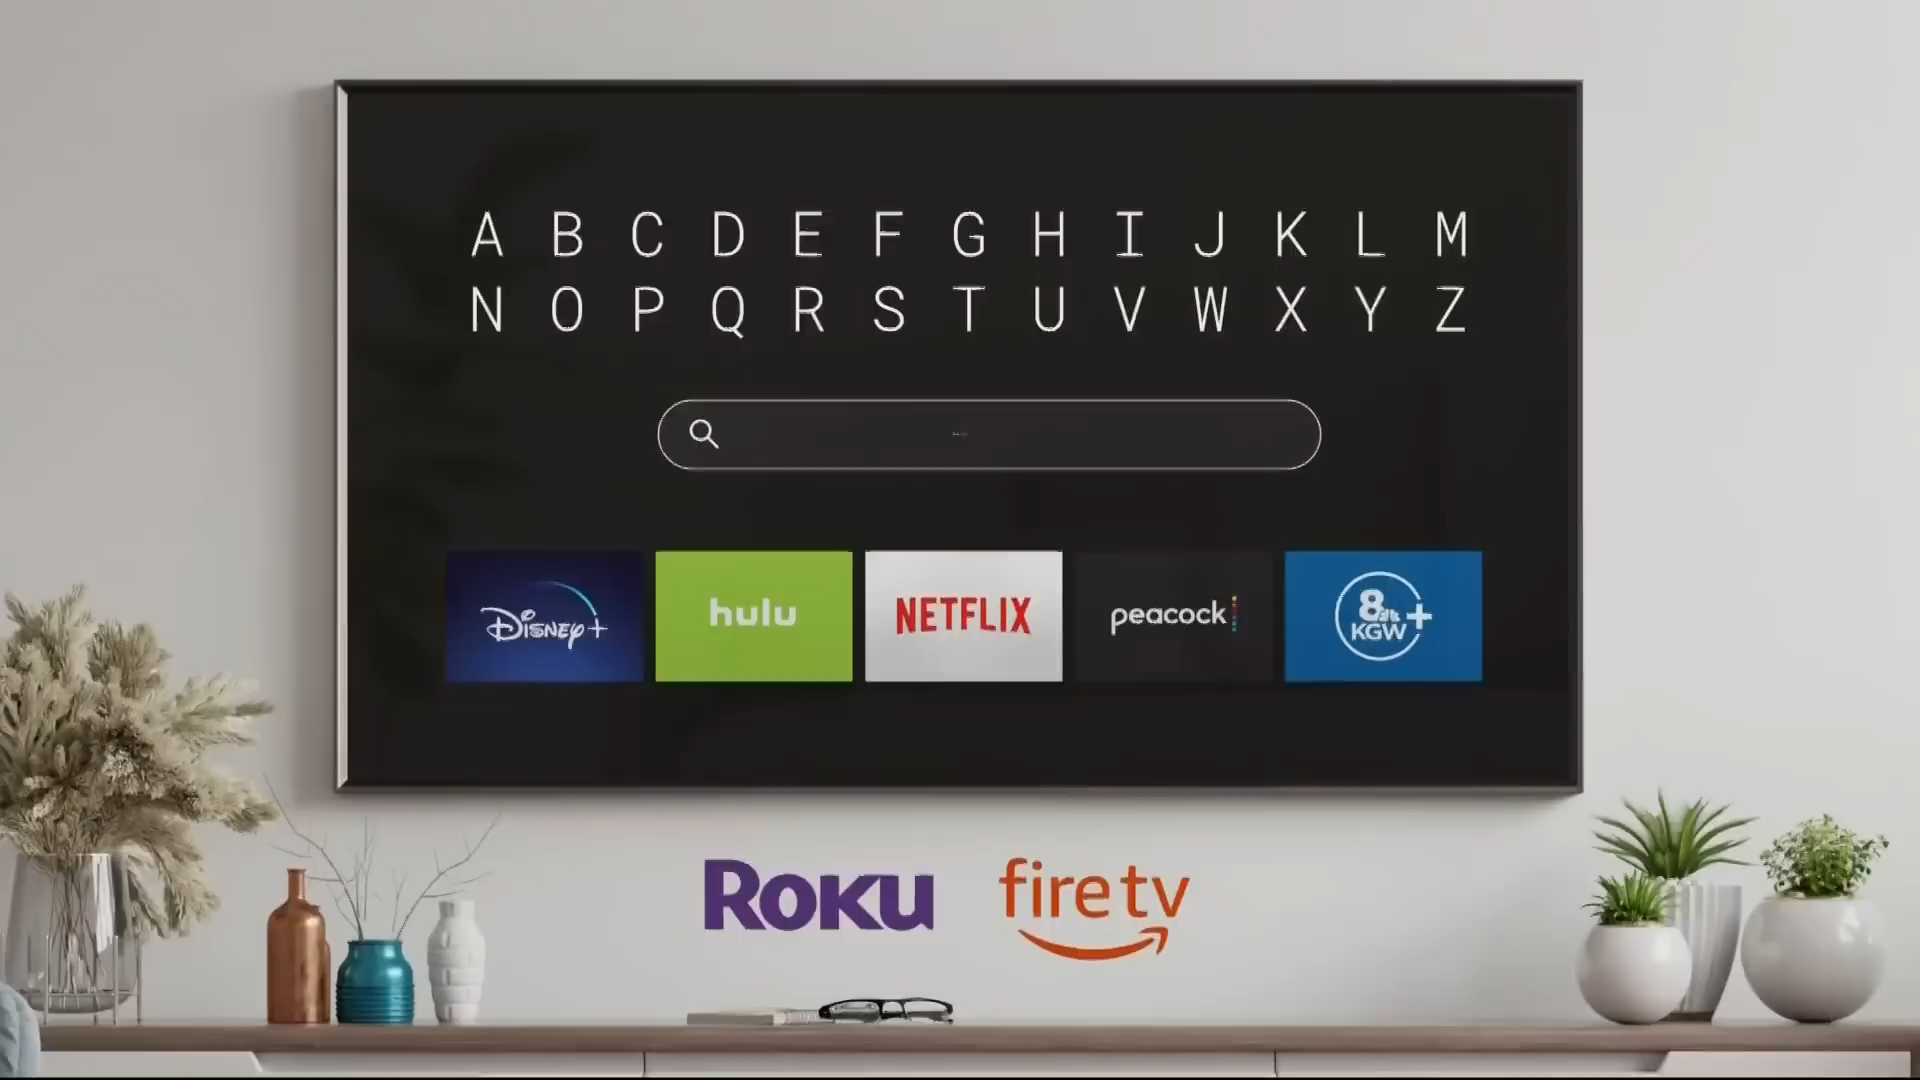 A B C D E F G H I J K L M
N O P Q R S T U V W X Y Z
Disney+
hulu
NETFLIX
peacock
8
KGW+
Roku
fire tv